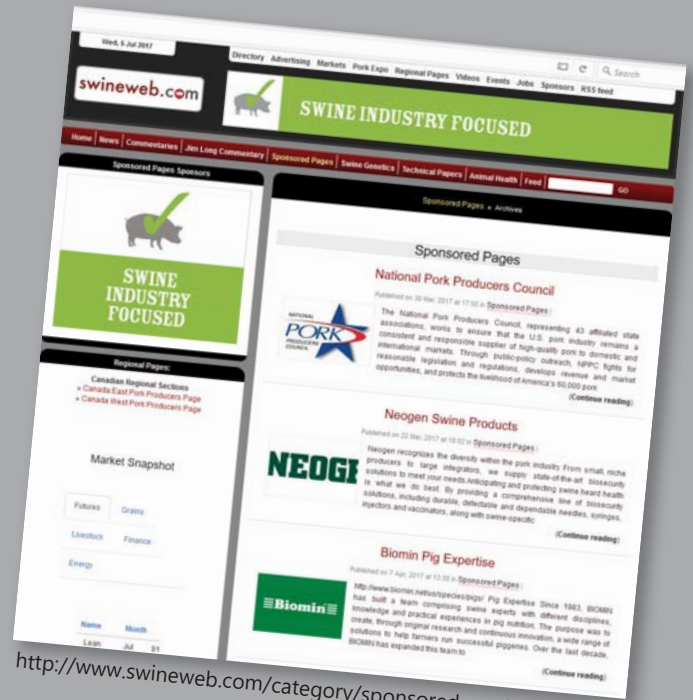 Wed, 5 Jul 2017
Directory Advertising Markets Pork Expo Regional Pages Videos Events Jobs Sponsors RSS feed
Search
swineweb.com
SWINE INDUSTRY FOCUSED
Home News Commentaries Jim Long Commentary Sponsored Pages Swine Genetics Technical Papers Animal Health Feed GO
Sponsored Pages Sponsors
SWINE
INDUSTRY
FOCUSED
Regional Pages:
Canadian Regional Sections
» Canada East Pork Producers Page
» Canada West Pork Producers Page
Market Snapshot
Futures Grains
Livestock Finance
Energy
Name Month
Lean Jul 81
Sponsored Pages » Archives
Sponsored Pages
National Pork Producers Council
Published on 30 Mar, 2017 at 17:50 in Sponsored Pages |
NATIONAL
PORK
PRODUCERS
COUNCIL
The National Pork Producers Council, representing 43 affiliated state
associations, works to ensure that the U.S. pork industry remains a
consistent and responsible supplier of high-quality pork to domestic and
international markets. Through public-policy outreach, NPPC fights for
reasonable legislation and regulations, develops revenue and market
opportunities, and protects the livelihood of America's 60,000 pork
(Continue reading)
Neogen Swine Products
Published on 22 Mar, 2017 at 18:02 in Sponsored Pages |
NEOGE
Neogen recognizes the diversity within the pork industry From small, niche
producers to large integrators, we supply state-of-the-art biosecurity
solutions to meet your needs.Anticipating and protecting swine heard health
is what we do best. By providing a comprehensive line of biosecurity
solutions, including durable, detectable and dependable needles, syringes,
injectors and vaccinators, along with swine-specific
(Continue reading)
Biomin Pig Expertise
Published on 7 Apr, 2017 at 13:38 in Sponsored Pages |
Biomin
http://www.biomin.net/us/species/pigs/ Pig Expertise Since 1983, BIOMIN
has built a team comprising swine experts with different disciplines,
knowledge and practical experiences in pig nutrition. The purpose was to
create, through original research and continuous innovation, a wide range of
solutions to help farmers run successful piggeries. Over the last decade,
BIOMIN has expanded this team to
(Continue reading)
http://www.swineweb.com/category/sponsored